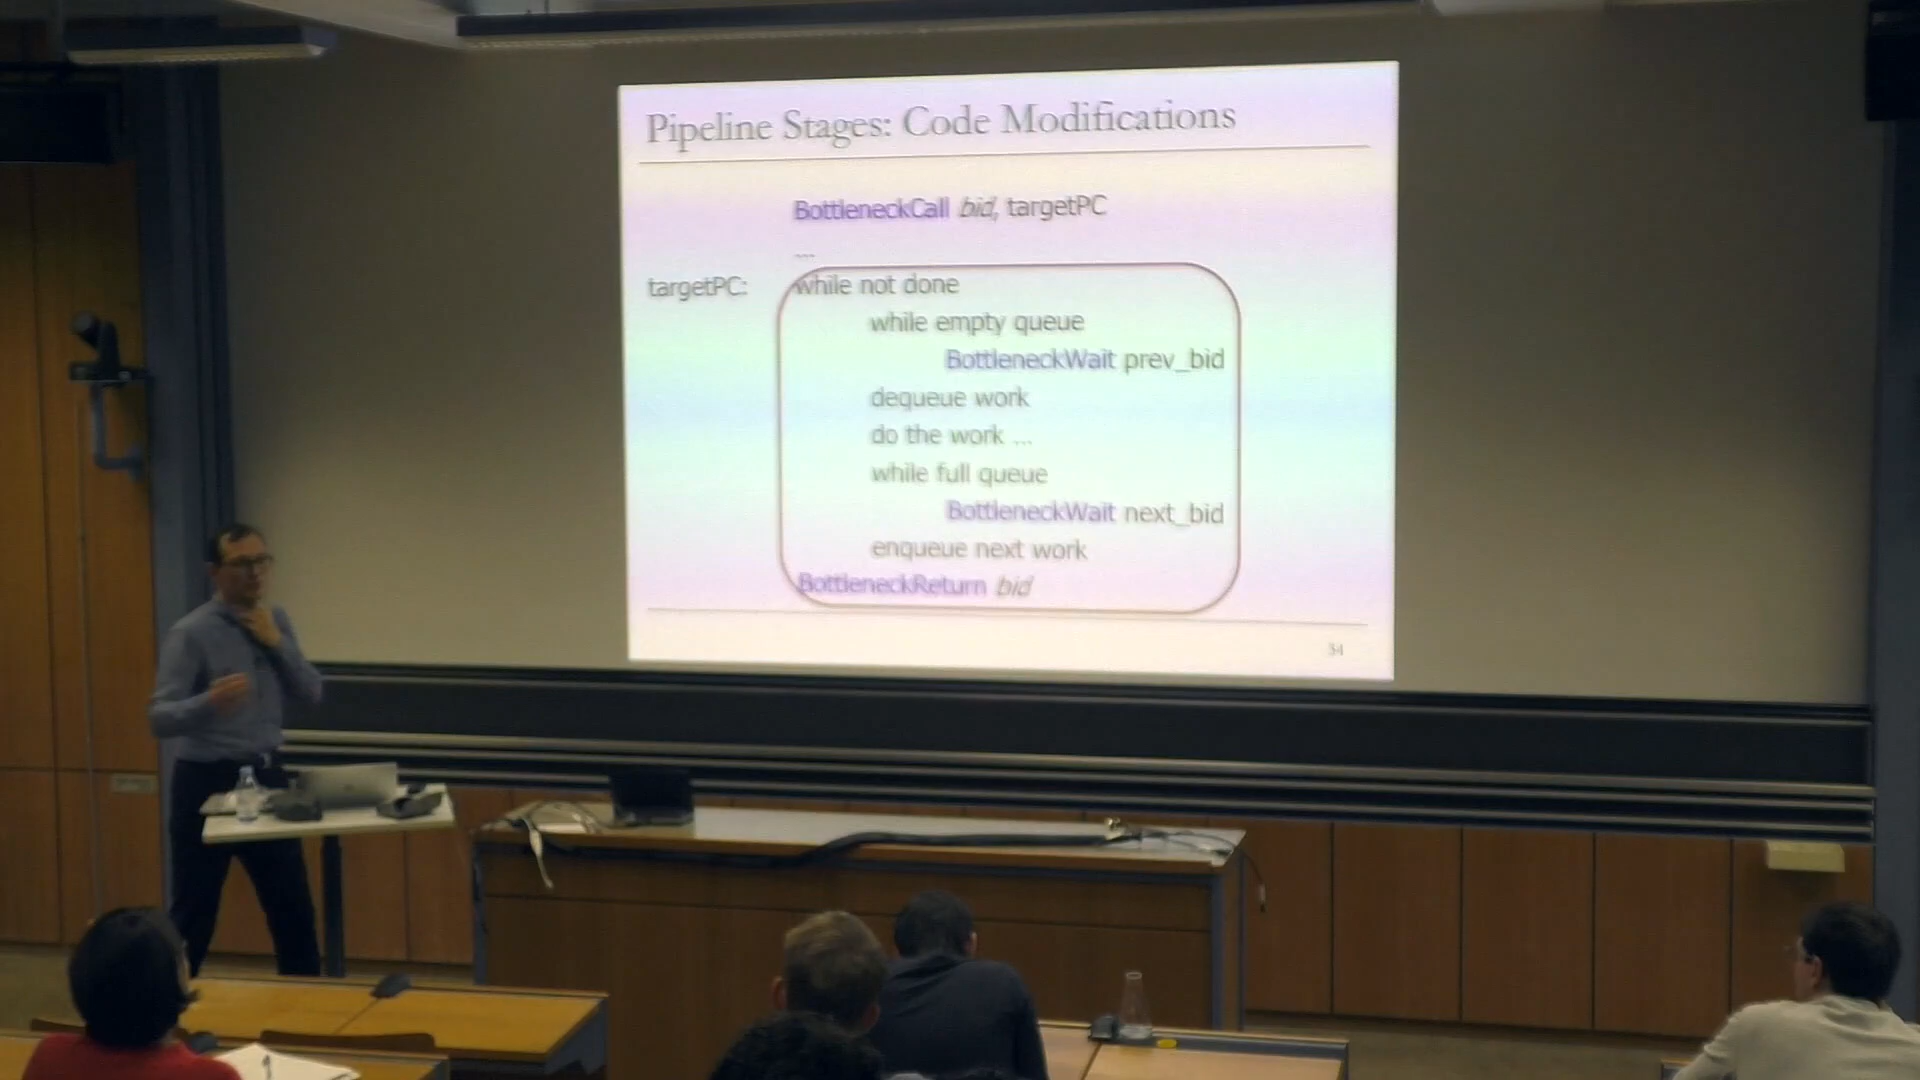 Pipeline Stages: Code Modifications
BottleneckCall bid, targetPC
...
targetPC: while not done
while empty queue
BottleneckWait prev_bid
dequeue work
do the work ...
while full queue
BottleneckWait next_bid
enqueue next work
BottleneckReturn bid
34